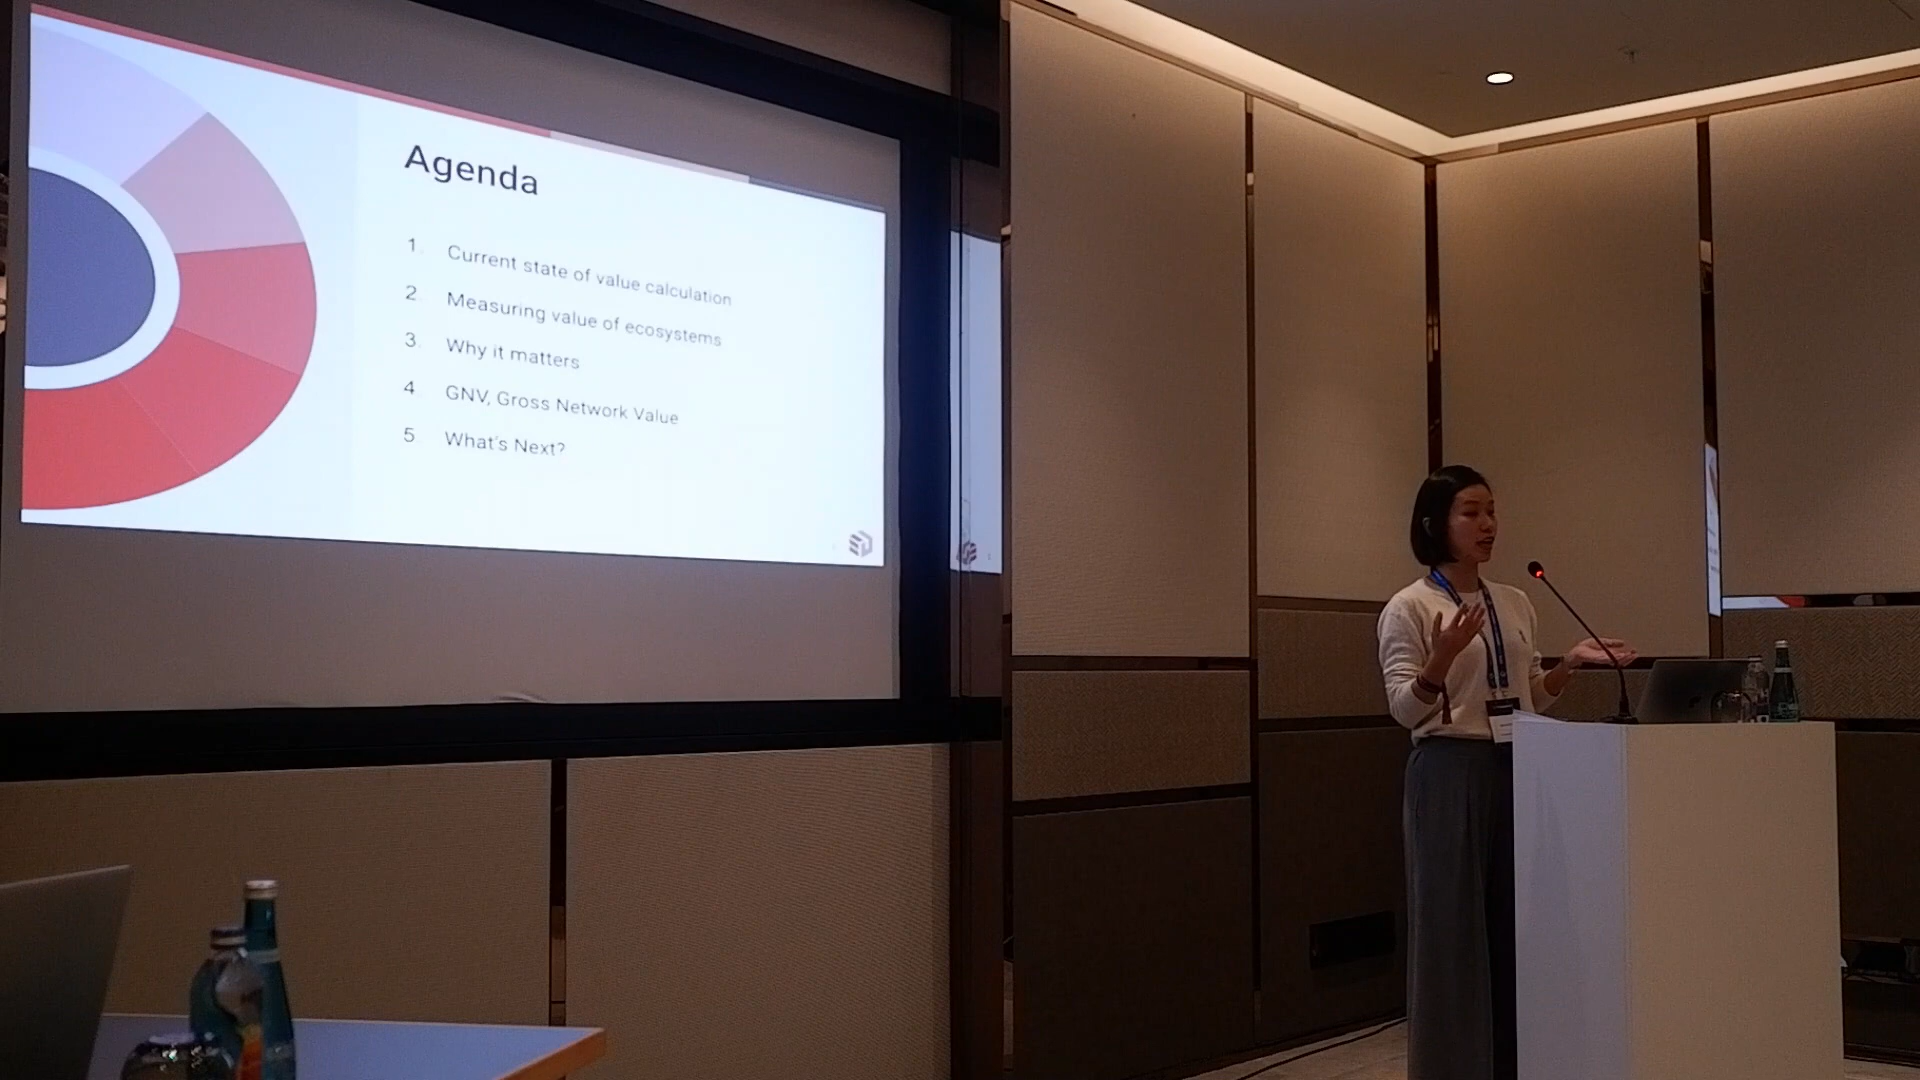 Agenda
1. Current state of value calculation
2. Measuring value of ecosystems
3. Why it matters
4. GNV, Gross Network Value
5. What's Next?